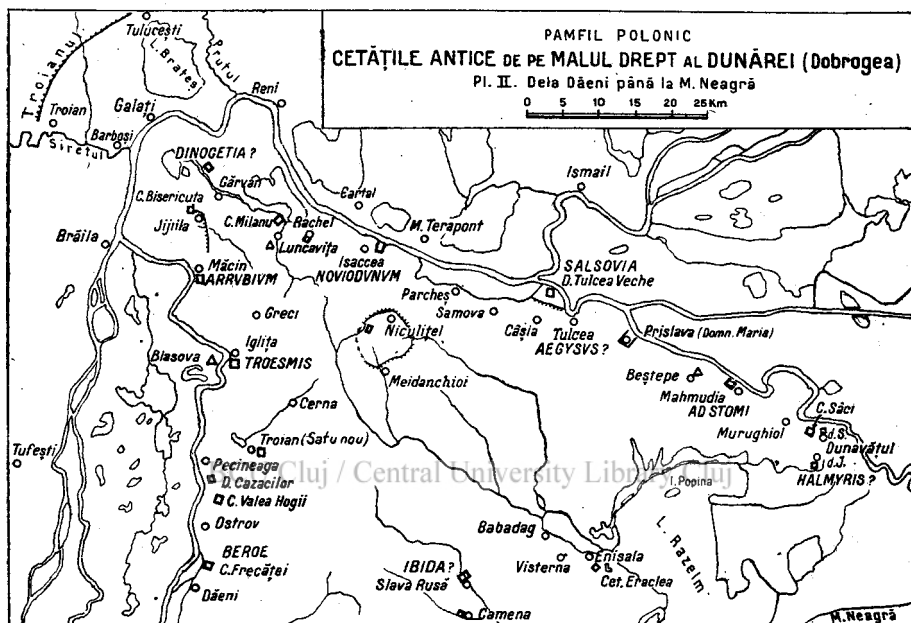 PAMFIL POLONIC
CETĂȚILE ANTICE DE PE MALUL DREPT AL DUNĂREI (Dobrogea)
Pl. II. Dela Dăeni până la M. Neagră
0 5 10 15 20 25 Km
Tulucești
L. Brateș
Prutul
Troianul
Reni
Troian
Galați
Barboși
Siretul
DINOGETIA ?
Gărvăn
Ismail
C. Bisericuța
Jijila
C. Milanu
Rachel
Luncavița
Cartal
M. Terapont
Brăila
Isaccea
NOVIODVNVM
Măcin
ARRVBIVM
SALSOVIA
D. Tulcea Veche
Parcheș
Samova
Câșla
Tulcea
AEGYSVS ?
Prislava (Domn. Maria)
Greci
Niculițel
Iglița
TROESMIS
Blasova
Meidanchioi
Beștepe
Mahmudia
AD STOMI
Cerna
Murughiol
C. Săci
d. S.
Dunavățul
d. J.
HALMYRIS ?
Tufești
Troian (Satu nou)
Pecineaga
D. Cazacilor
C. Valea Hogii
Cluj / Central University Library Cluj
I. Popina
Ostrov
Babadag
L. Razelm
BEROE
C. Frecăței
Dăeni
IBIDA ?
Slava Rusă
Visterna
Enisala
Cet. Eraclea
Camena
M. Neagră